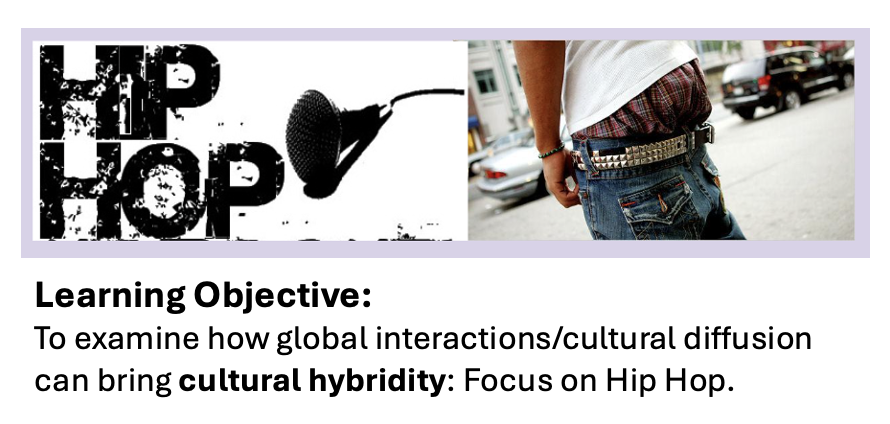 HIP
HOP
Learning Objective:
To examine how global interactions/cultural diffusion
can bring cultural hybridity: Focus on Hip Hop.